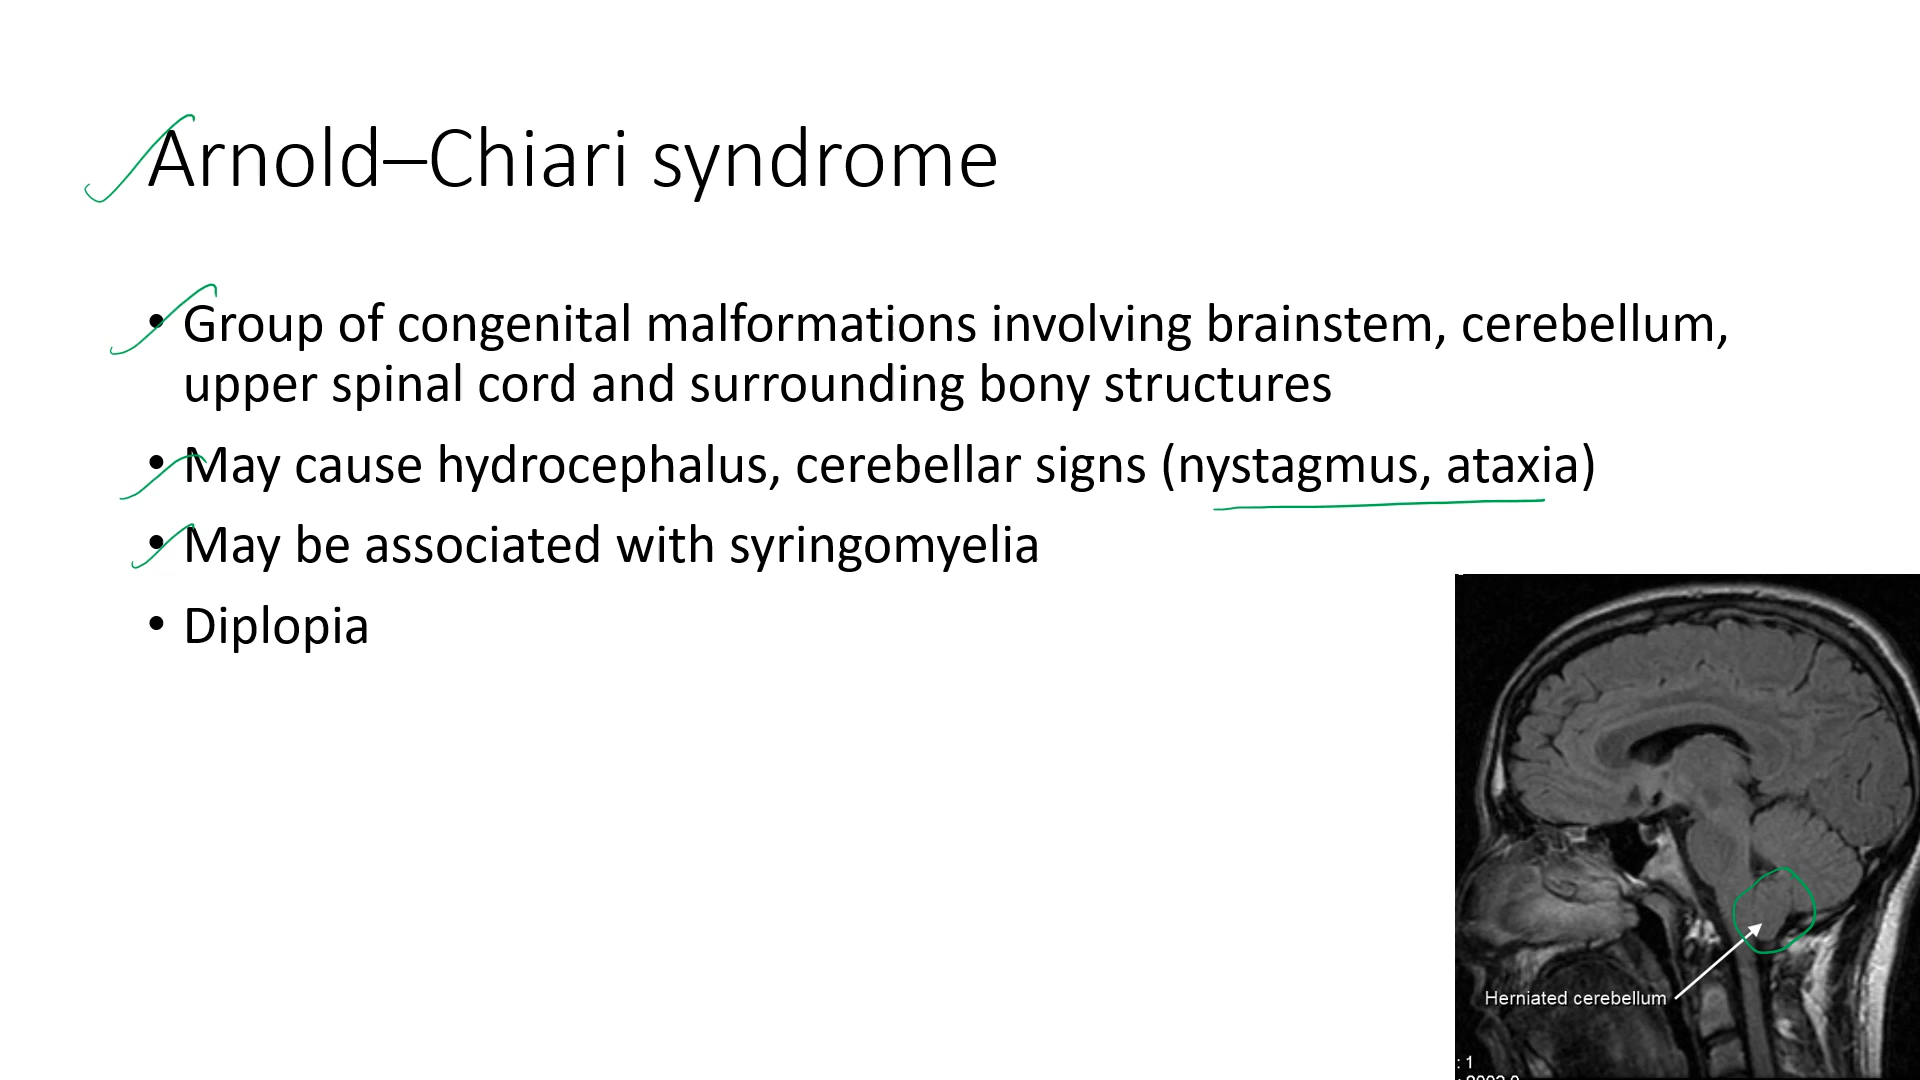 Arnold–Chiari syndrome
• Group of congenital malformations involving brainstem, cerebellum,
upper spinal cord and surrounding bony structures
• May cause hydrocephalus, cerebellar signs (nystagmus, ataxia)
• May be associated with syringomyelia
• Diplopia
Herniated cerebellum
: 1